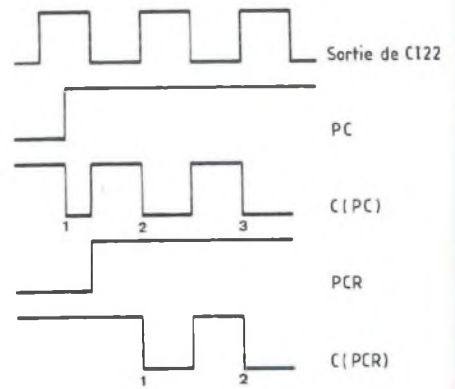 Sortie de C122
PC
C(PC)
1 2 3
PCR
C(PCR)
1 2